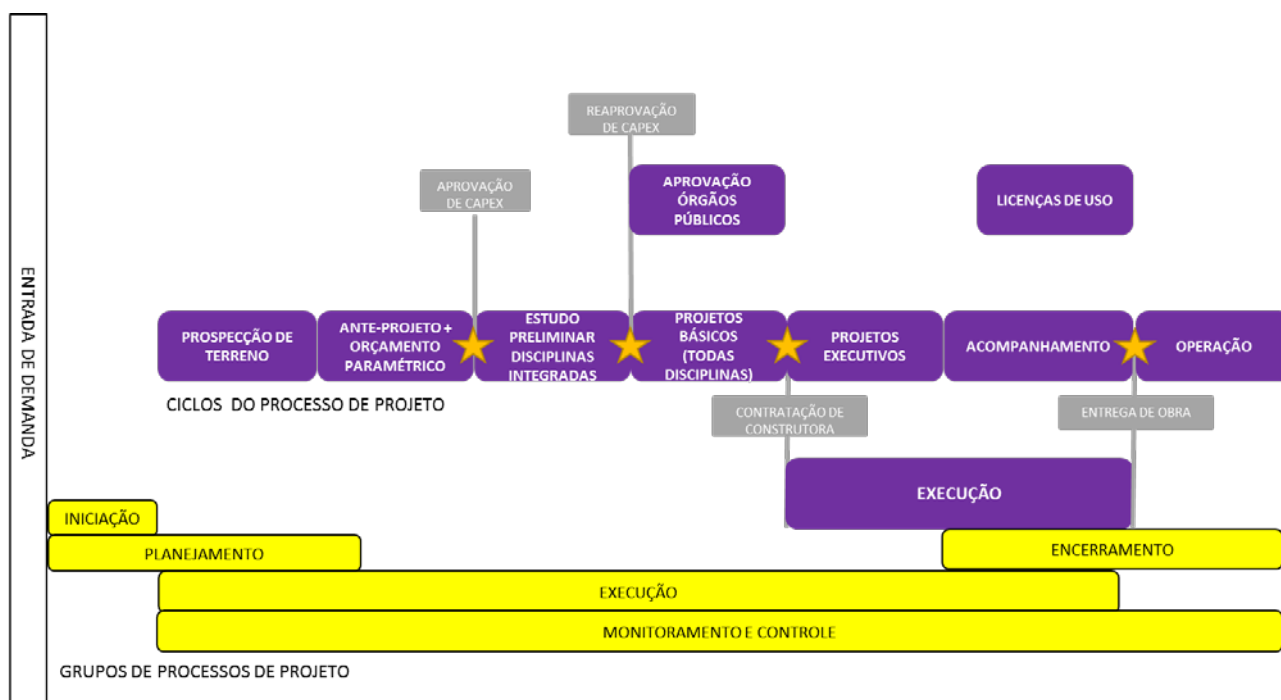 ENTRADA DE DEMANDA
REAPROVAÇÃO
DE CAPEX
APROVAÇÃO
DE CAPEX
APROVAÇÃO
ÓRGÃOS
PÚBLICOS
LICENÇAS DE USO
PROSPECÇÃO DE
TERRENO
ANTE-PROJETO +
ORÇAMENTO
PARAMÉTRICO
ESTUDO
PRELIMINAR
DISCIPLINAS
INTEGRADAS
PROJETOS
BÁSICOS
(TODAS
DISCIPLINAS)
PROJETOS
EXECUTIVOS
ACOMPANHAMENTO
OPERAÇÃO
CICLOS DO PROCESSO DE PROJETO
CONTRATAÇÃO DE
CONSTRUTORA
ENTREGA DE OBRA
EXECUÇÃO
INICIAÇÃO
PLANEJAMENTO
ENCERRAMENTO
EXECUÇÃO
MONITORAMENTO E CONTROLE
GRUPOS DE PROCESSOS DE PROJETO